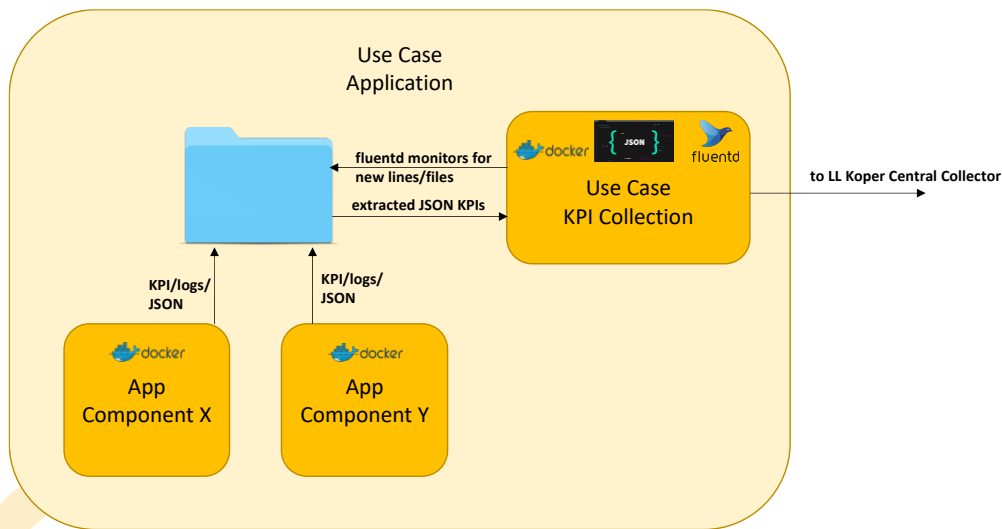 Use Case
Application
docker
{ JSON }
fluentd
fluentd monitors for
new lines/files
Use Case
KPI Collection
to LL Koper Central Collector
extracted JSON KPIs
KPI/logs/
JSON
KPI/logs/
JSON
docker
App
Component X
docker
App
Component Y